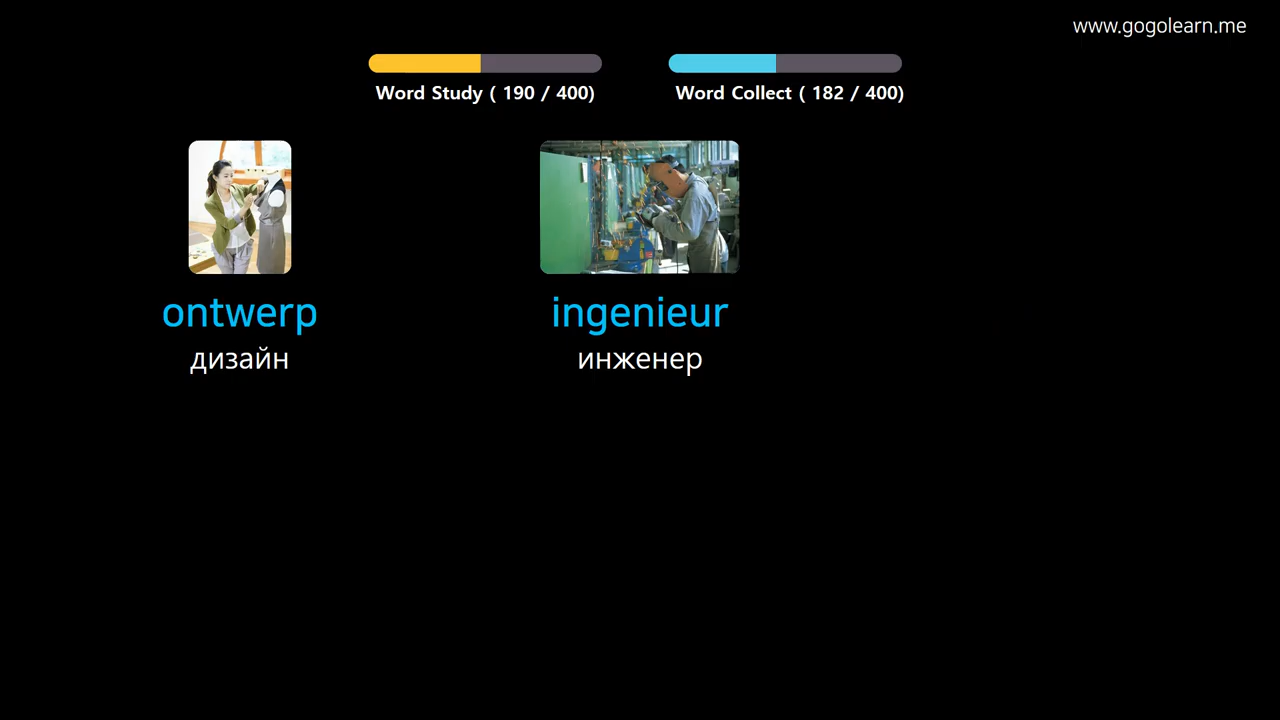 www.gogolearn.me
Word Study ( 190 / 400)
Word Collect ( 182 / 400)
ontwerp
дизайн
ingenieur
инженер